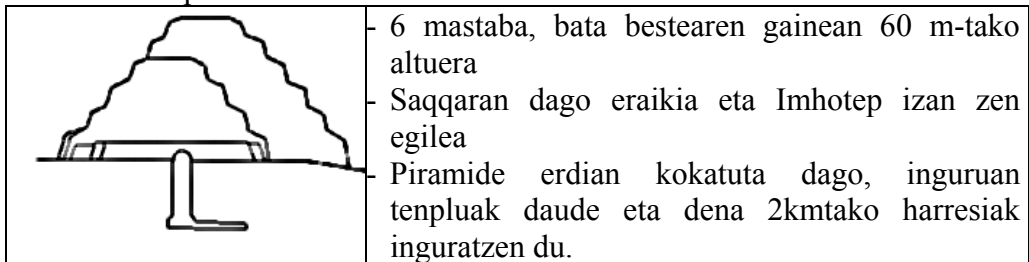 - 6 mastaba, bata bestearen gainean 60 m-tako
altuera
- Saqqaran dago eraikia eta Imhotep izan zen
egilea
- Piramide erdian kokatuta dago, inguruan
tenpluak daude eta dena 2kmtako harresiak
inguratzen du.